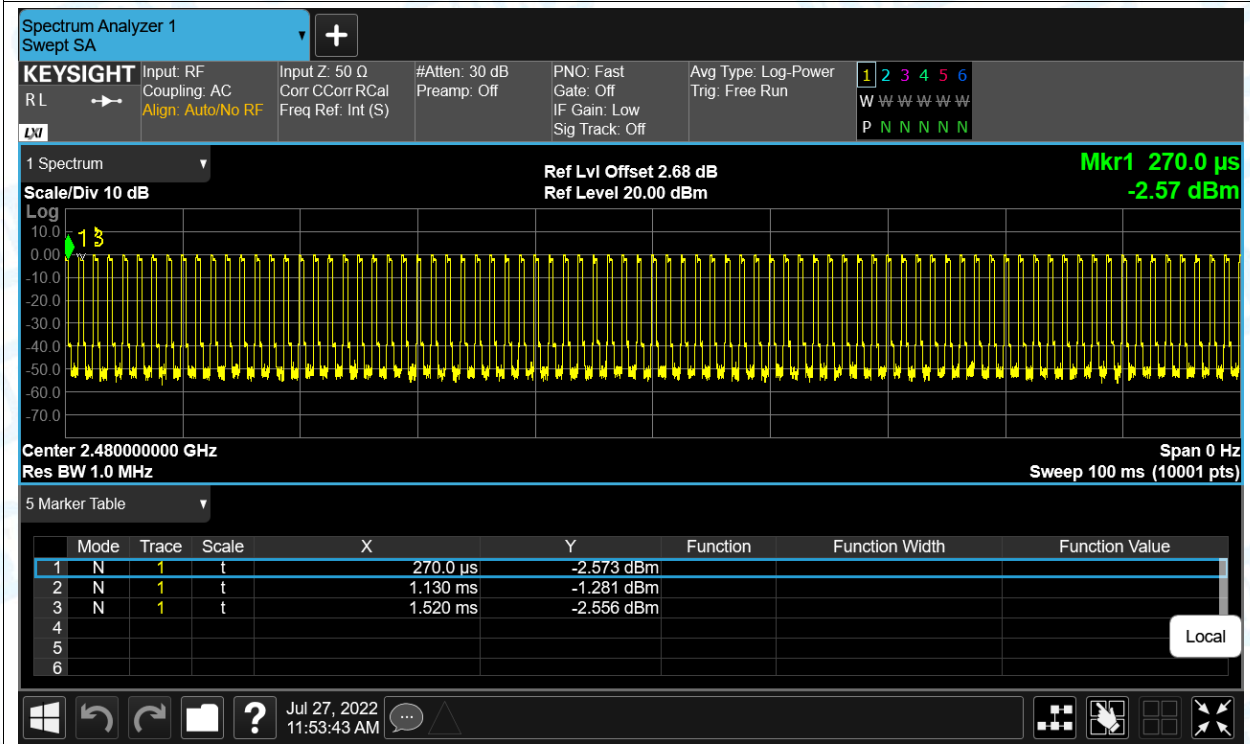 Spectrum Analyzer 1
Swept SA
+
KEYSIGHT Input: RF Input Z: 50 Ω #Atten: 30 dB PNO: Fast Avg Type: Log-Power 1 2 3 4 5 6
R L Coupling: AC Corr CCorr RCal Preamp: Off Gate: Off Trig: Free Run W W W W W W
Align: Auto/No RF Freq Ref: Int (S) IF Gain: Low
LXI Sig Track: Off P N N N N N
1 Spectrum Ref Lvl Offset 2.68 dB Mkr1 270.0 µs
Scale/Div 10 dB Ref Level 20.00 dBm -2.57 dBm
Log
10.0 1 3
0.00
-10.0
-20.0
-30.0
-40.0
-50.0
-60.0
-70.0
Center 2.480000000 GHz Span 0 Hz
Res BW 1.0 MHz Sweep 100 ms (10001 pts)
5 Marker Table
Mode Trace Scale X Y Function Function Width Function Value
1 N 1 t 270.0 µs -2.573 dBm
2 N 1 t 1.130 ms -1.281 dBm
3 N 1 t 1.520 ms -2.556 dBm
4
5
6
Local
? Jul 27, 2022
11:53:43 AM